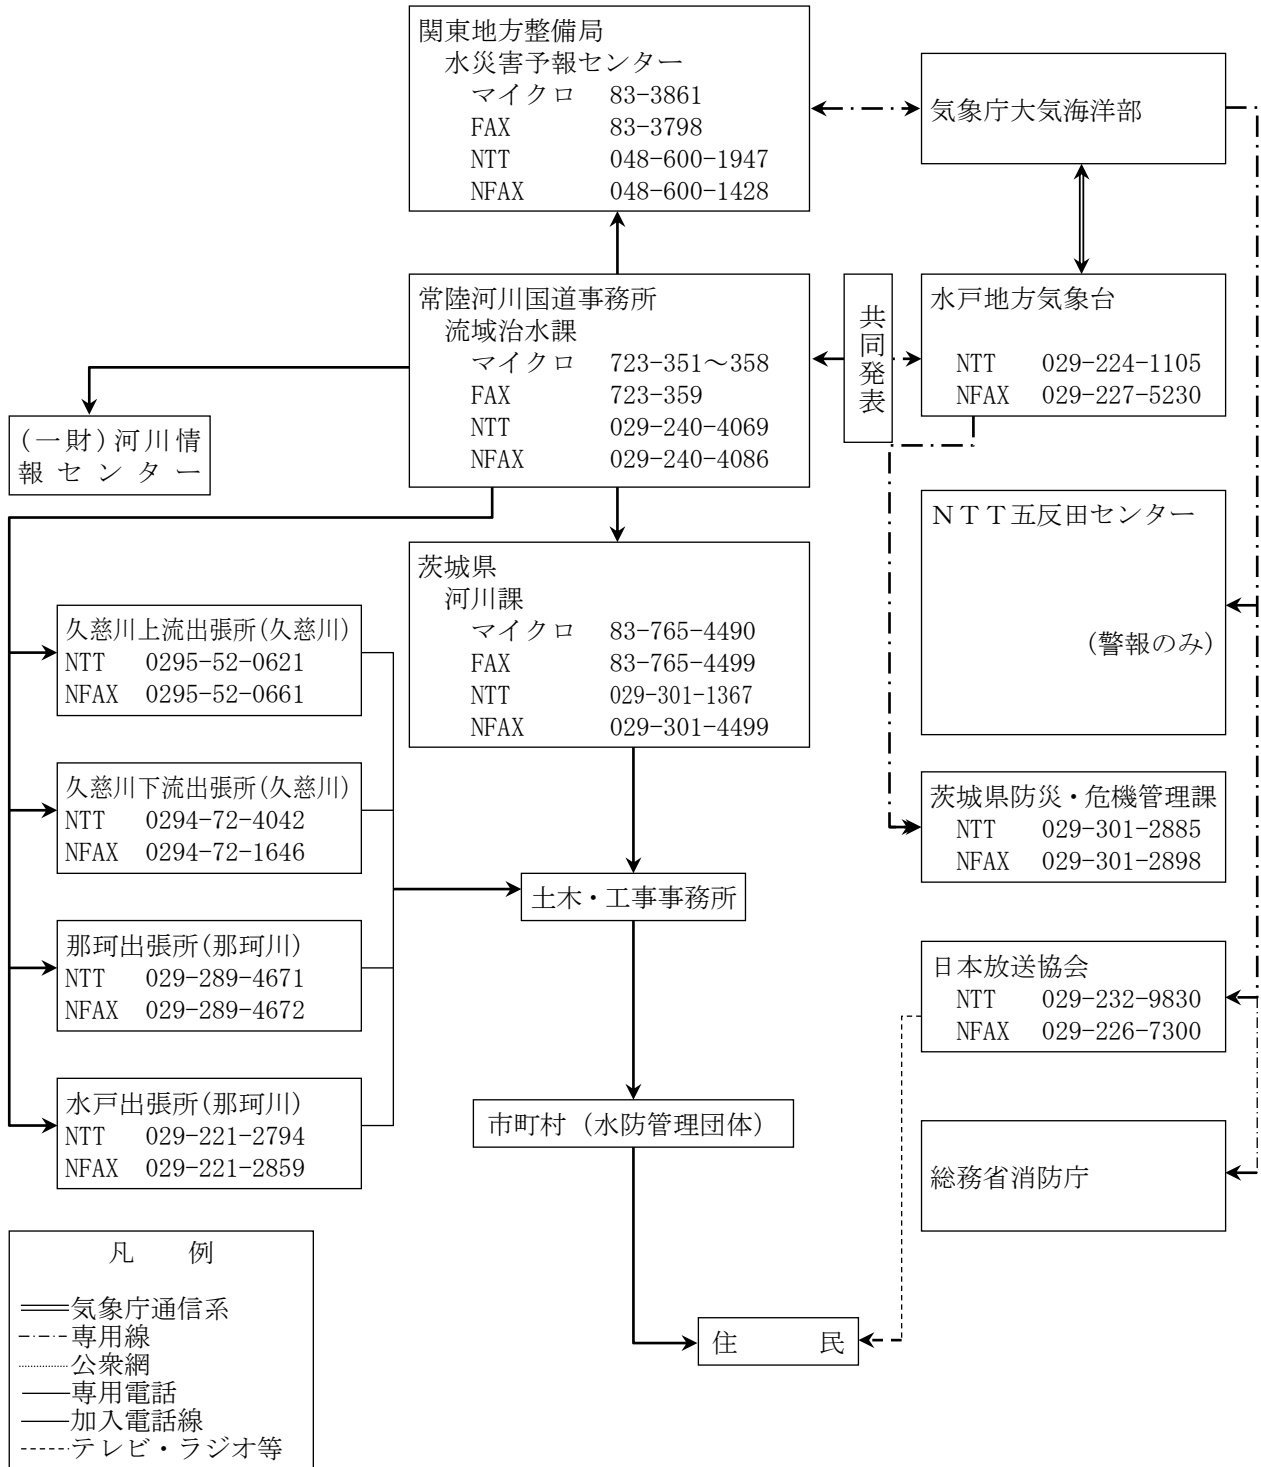 関東地方整備局
水災害予報センター
マイクロ 83-3861
FAX 83-3798
NTT 048-600-1947
NFAX 048-600-1428
気象庁大気海洋部
常陸河川国道事務所
流域治水課
マイクロ 723-351～358
FAX 723-359
NTT 029-240-4069
NFAX 029-240-4086
共同発表
水戸地方気象台
NTT 029-224-1105
NFAX 029-227-5230
(一財)河川情
報センター
NTT五反田センター
(警報のみ)
茨城県
河川課
マイクロ 83-765-4490
FAX 83-765-4499
NTT 029-301-1367
NFAX 029-301-4499
久慈川上流出張所(久慈川)
NTT 0295-52-0621
NFAX 0295-52-0661
久慈川下流出張所(久慈川)
NTT 0294-72-4042
NFAX 0294-72-1646
茨城県防災・危機管理課
NTT 029-301-2885
NFAX 029-301-2898
土木・工事事務所
那珂出張所(那珂川)
NTT 029-289-4671
NFAX 029-289-4672
日本放送協会
NTT 029-232-9830
NFAX 029-226-7300
水戸出張所(那珂川)
NTT 029-221-2794
NFAX 029-221-2859
市町村（水防管理団体）
総務省消防庁
住 民
凡 例
気象庁通信系
専用線
公衆網
専用電話
加入電話線
テレビ・ラジオ等